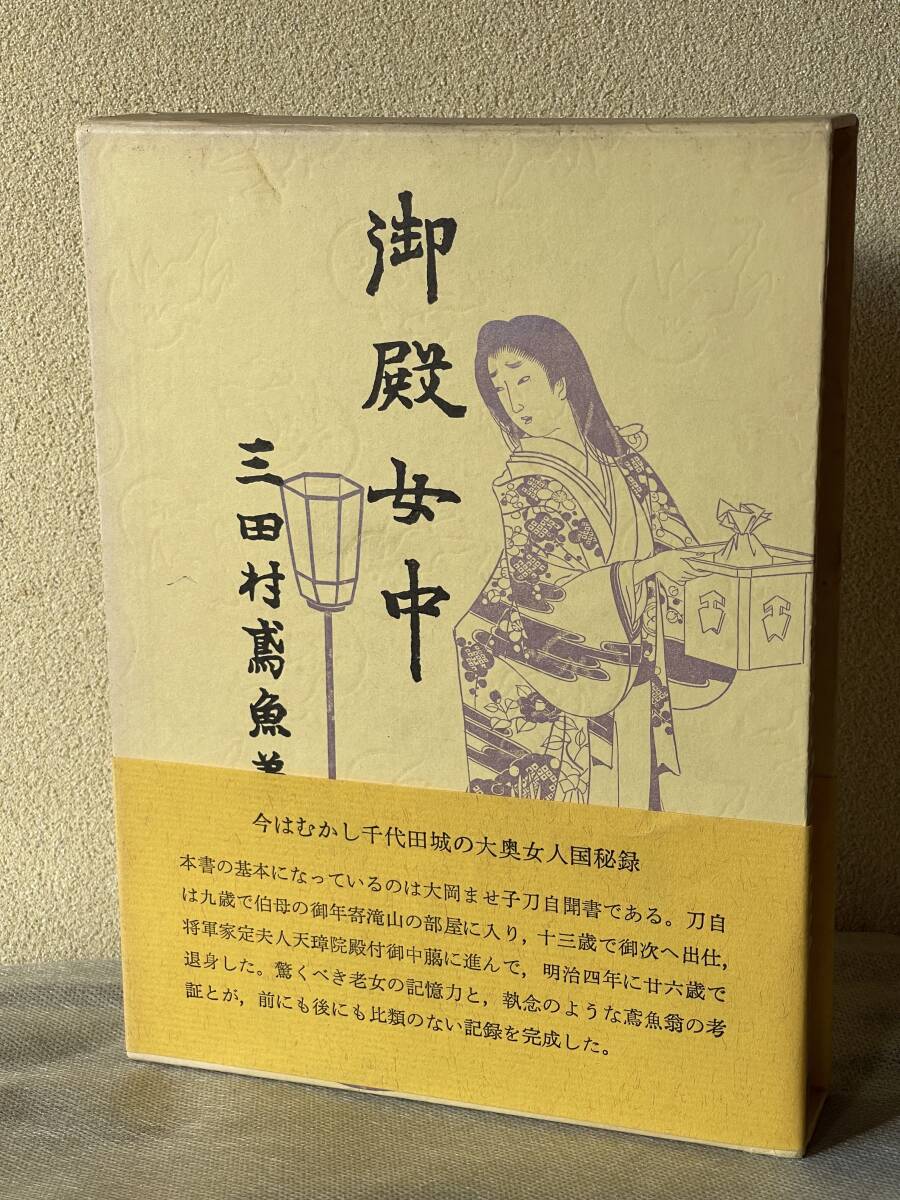 御殿女中
三田村鳶魚著
今はむかし千代田城の大奥女人国秘録
本書の基本になっているのは大岡ませ子刀自聞書である。刀自
は九歳で伯母の御年寄滝山の部屋に入り，十三歳で御次へ出仕，
将軍家定夫人天璋院殿付御中﨟に進んで，明治四年に廿六歳で
退身した。驚くべき老女の記憶力と，執念のような鳶魚翁の考
証とが，前にも後にも比類のない記録を完成した。